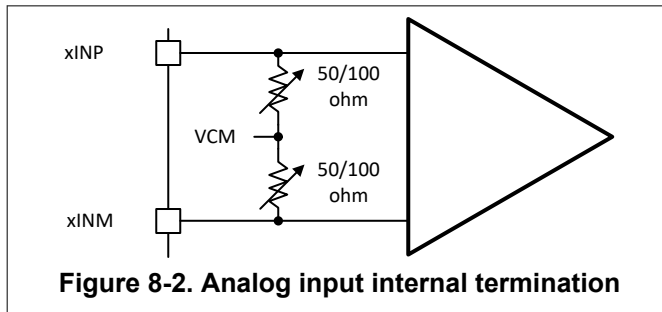 xINP
50/100
ohm
VCM
50/100
ohm
xINM
Figure 8-2. Analog input internal termination